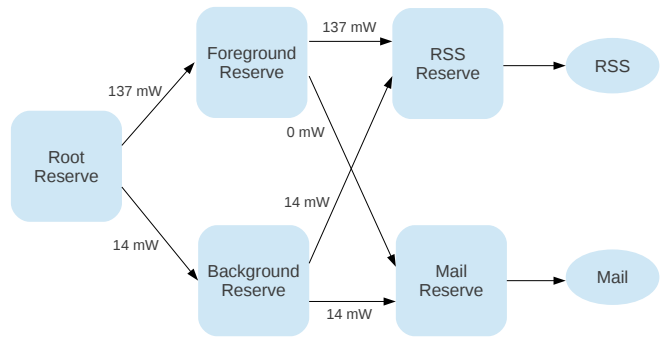 137 mW
Foreground
Reserve
RSS
Reserve
RSS
137 mW
0 mW
Root
Reserve
14 mW
14 mW
Background
Reserve
Mail
Reserve
Mail
14 mW